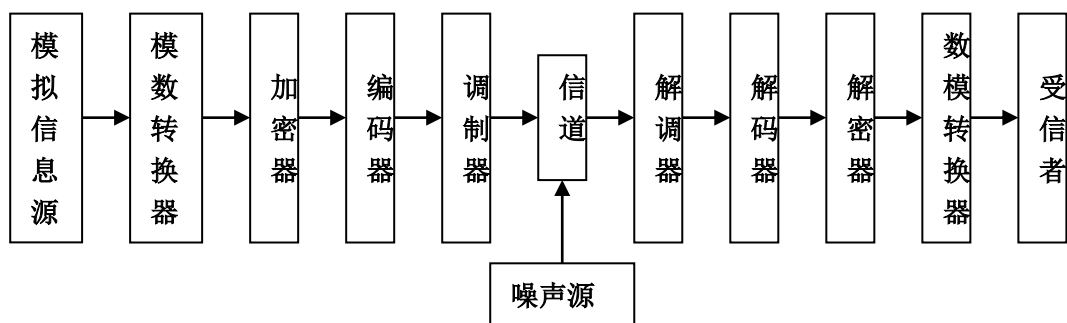 模拟信息源
模数转换器
加密器
编码器
调制器
信道
解调器
解码器
解密器
数模转换器
受信者
噪声源